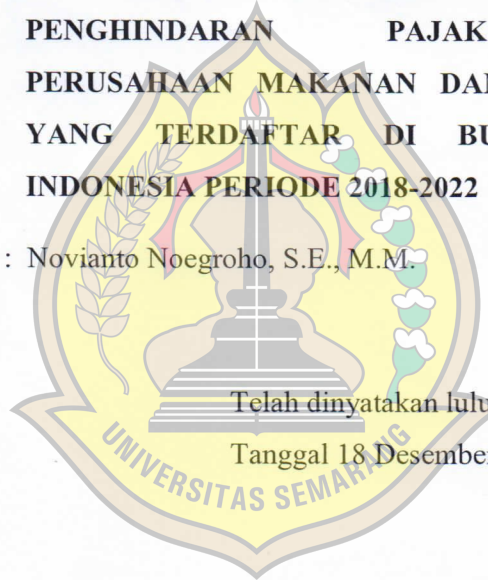 PENGHINDARAN PAJAK
PERUSAHAAN MAKANAN DAN
YANG TERDAFTAR DI BU
INDONESIA PERIODE 2018-2022
: Novianto Noegroho, S.E., M.M.
Telah dinyatakan lulu
Tanggal 18 Desember
UNIVERSITAS SEMARANG